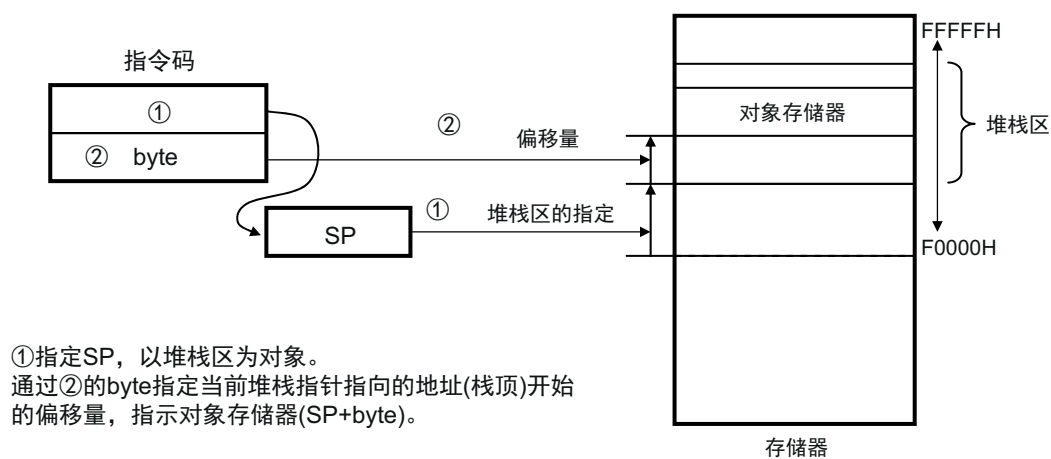 指令码
①
② byte
SP
②
偏移量
①
堆栈区的指定
FFFFFH
对象存储器
堆栈区
F0000H
存储器
①指定SP，以堆栈区为对象。
通过②的byte指定当前堆栈指针指向的地址(栈顶)开始
的偏移量，指示对象存储器(SP+byte)。